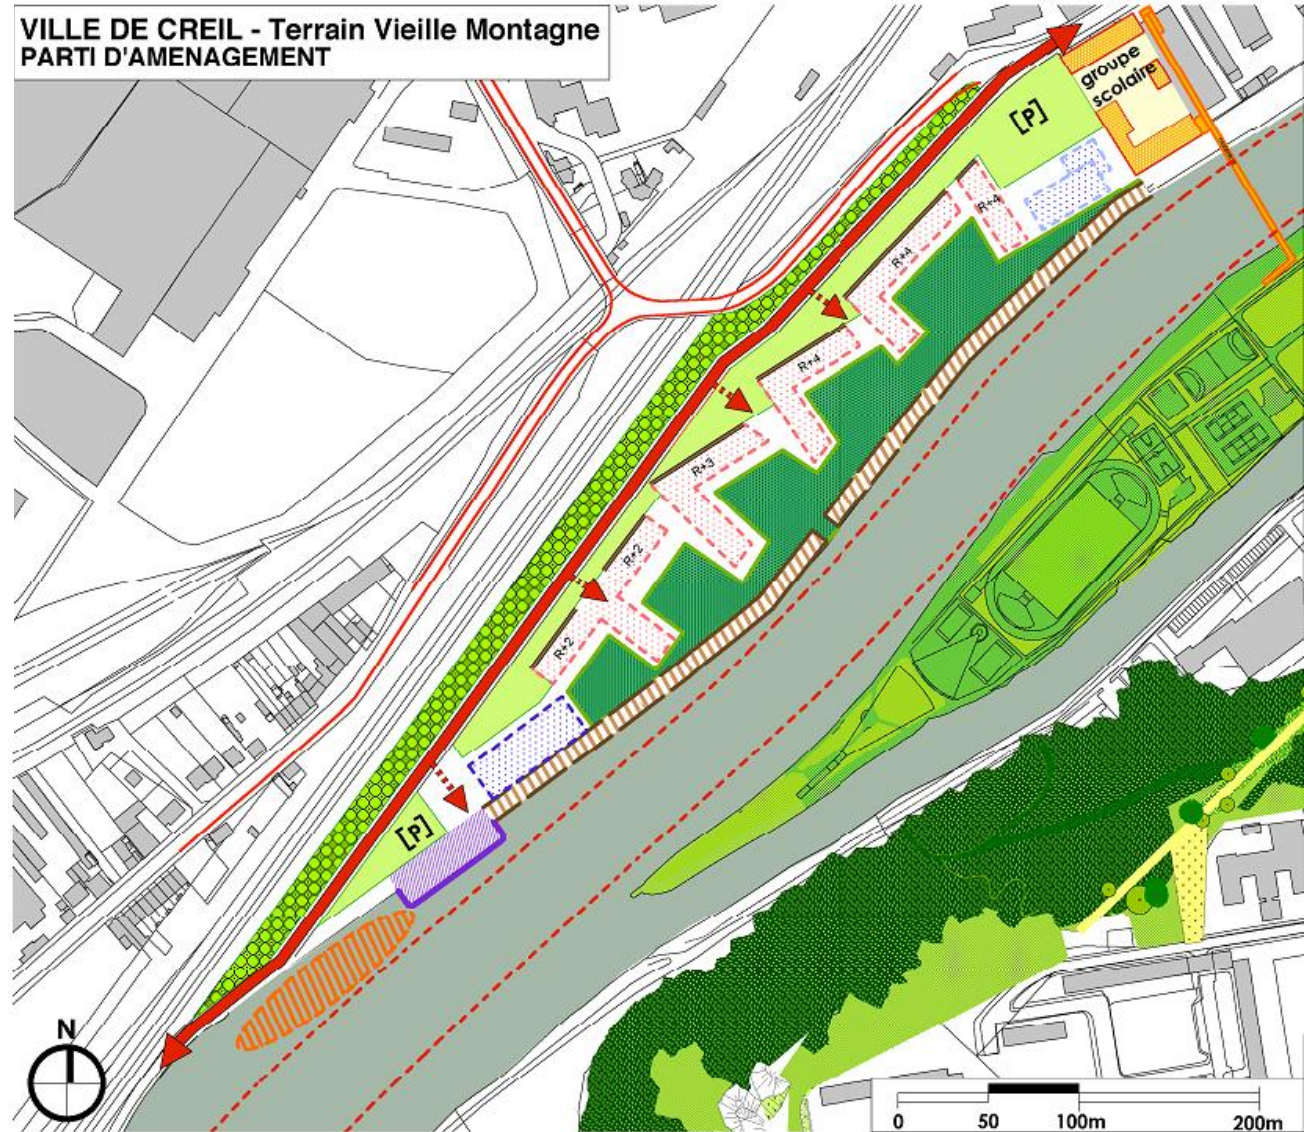 VILLE DE CREIL - Terrain Vieille Montagne
PARTI D'AMENAGEMENT
groupe
scolaire
[P]
R+4
R+4
R+4
R+3
R+2
R+2
[P]
N
0 50 100m 200m